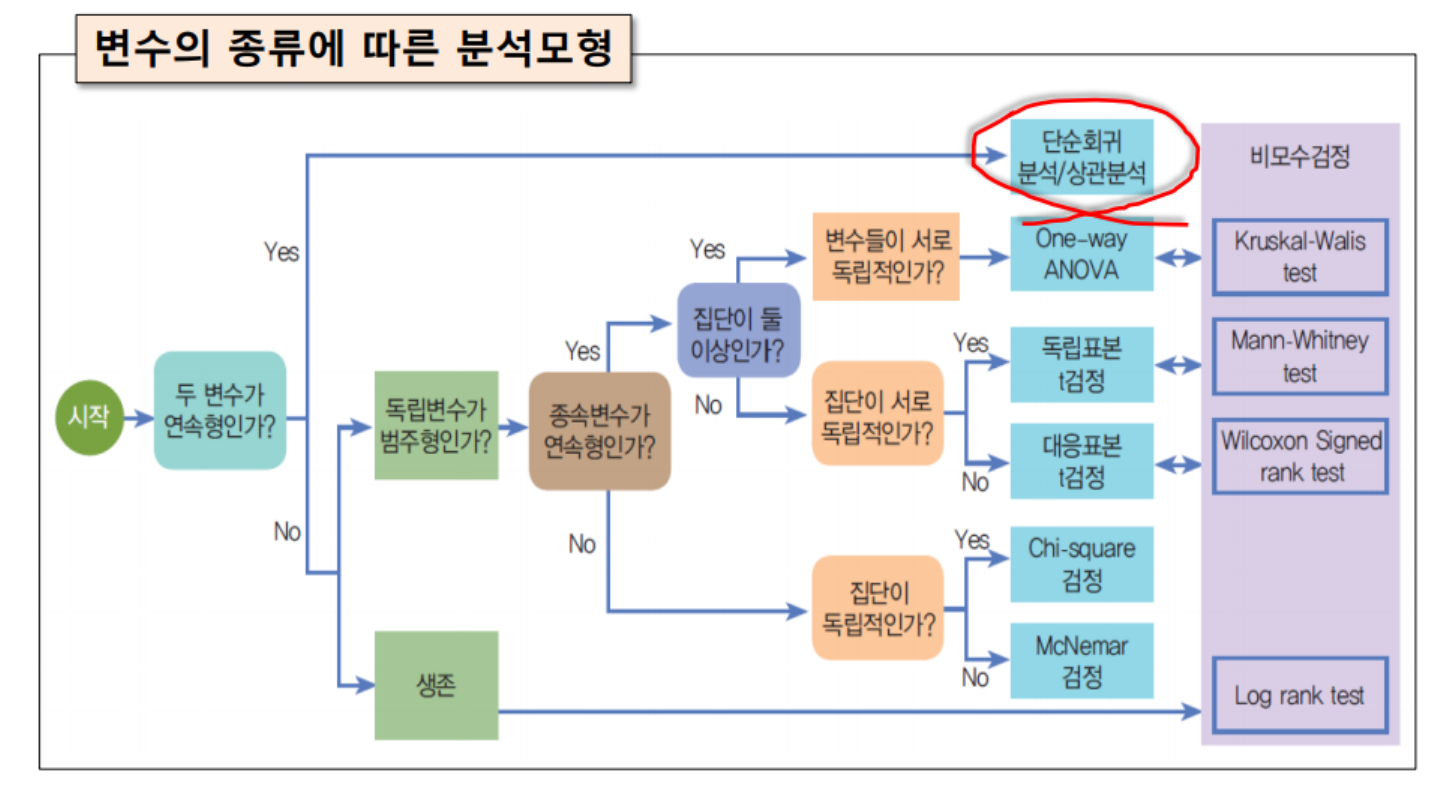 변수의 종류에 따른 분석모형
시작
두 변수가
연속형인가?
Yes
No
단순회귀
분석/상관분석
독립변수가
범주형인가?
종속변수가
연속형인가?
Yes
No
집단이 둘
이상인가?
Yes
No
변수들이 서로
독립적인가?
One-way
ANOVA
집단이 서로
독립적인가?
Yes
No
독립표본
t검정
대응표본
t검정
집단이
독립적인가?
Yes
No
Chi-square
검정
McNemar
검정
생존
비모수검정
Kruskal-Walis
test
Mann-Whitney
test
Wilcoxon Signed
rank test
Log rank test